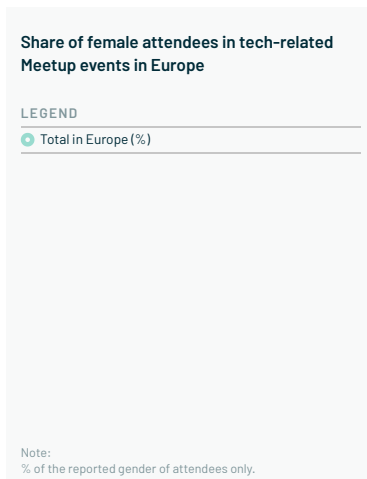 Share of female attendees in tech-related
Meetup events in Europe
LEGEND
Total in Europe (%)
Note:
% of the reported gender of attendees only.